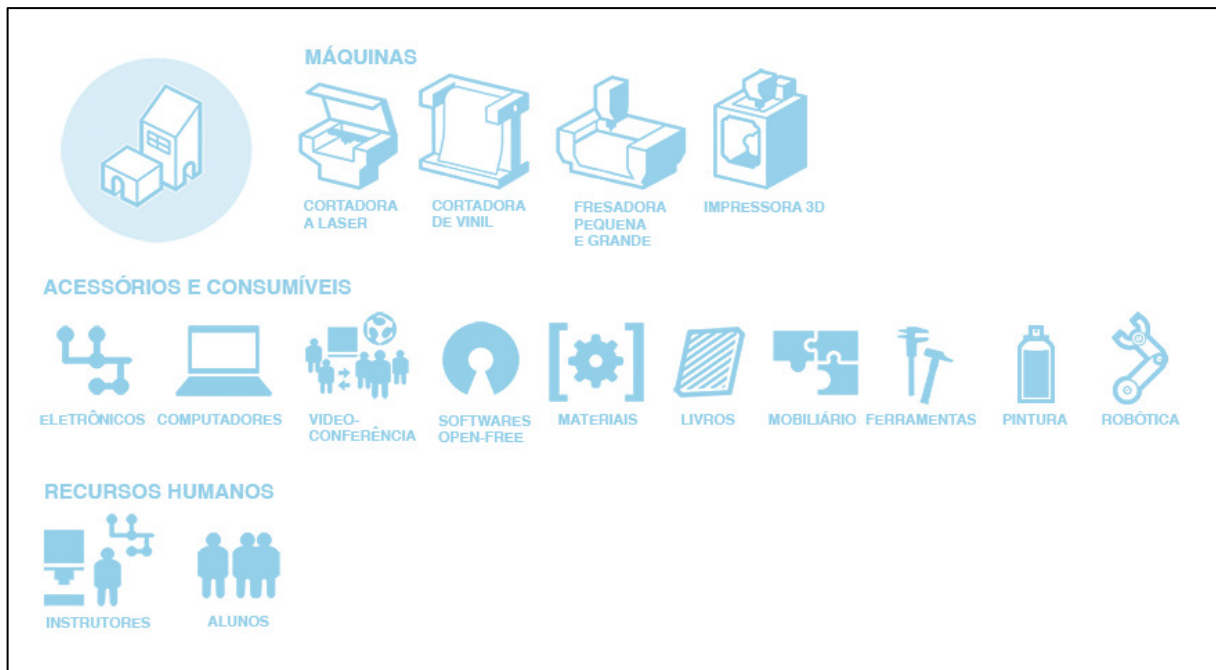 MÁQUINAS
CORTADORA
A LASER
CORTADORA
DE VINIL
FRESADORA
PEQUENA
E GRANDE
IMPRESSORA 3D
ACESSÓRIOS E CONSUMÍVEIS
ELETRÔNICOS
COMPUTADORES
VIDEO-
CONFERÊNCIA
SOFTWARES
OPEN-FREE
MATERIAIS
LIVROS
MOBILIÁRIO
FERRAMENTAS
PINTURA
ROBÓTICA
RECURSOS HUMANOS
INSTRUTORES
ALUNOS